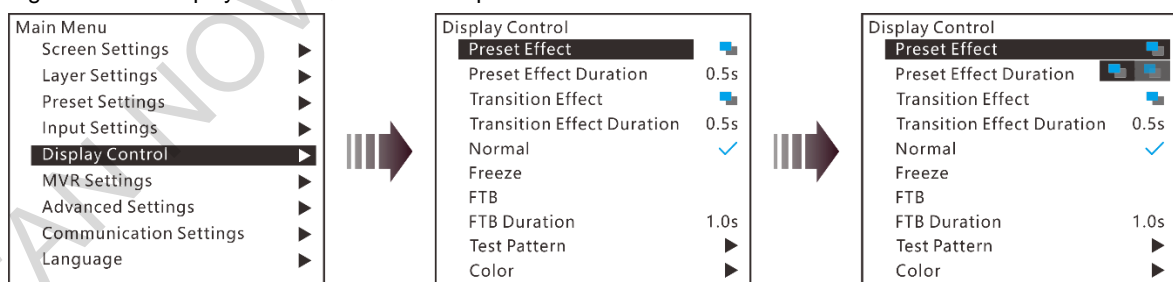 Main Menu
Screen Settings
Layer Settings
Preset Settings
Input Settings
Display Control
MVR Settings
Advanced Settings
Communication Settings
Language
Display Control
Preset Effect
Preset Effect Duration 0.5s
Transition Effect
Transition Effect Duration 0.5s
Normal
Freeze
FTB
FTB Duration 1.0s
Test Pattern
Color
Display Control
Preset Effect
Preset Effect Duration
Transition Effect
Transition Effect Duration 0.5s
Normal
Freeze
FTB
FTB Duration 1.0s
Test Pattern
Color